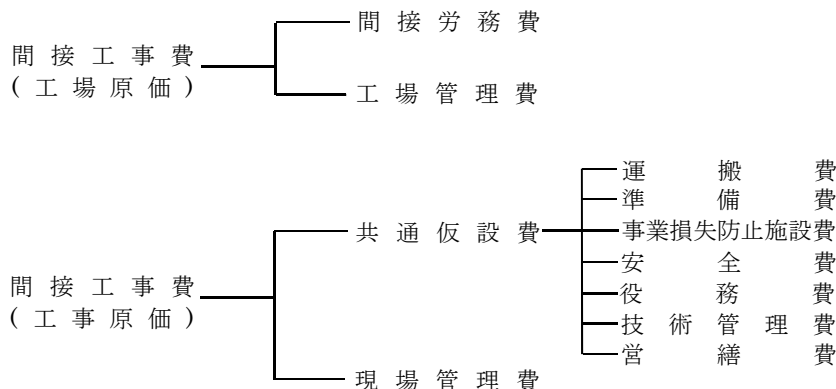 間接労務費
間接工事費
(工場原価)
工場管理費
運搬費
準備費
共通仮設費
事業損失防止施設費
安全費
間接工事費
(工事原価)
役務費
技術管理費
営繕費
現場管理費